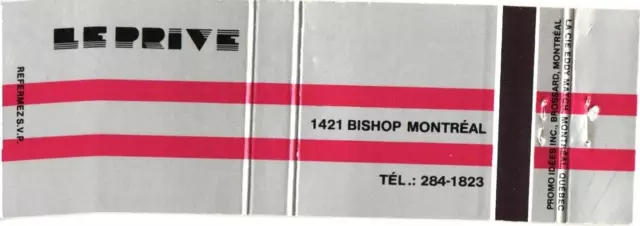 LE PRIVE
REFERMEZ S.V.P.
1421 BISHOP MONTRÉAL
TÉL.: 284-1823
PROMO IDÉES INC., BROSSARD, MONTRÉAL
LA CIE EDDY MATCH, MONTRÉAL, QUÉBEC